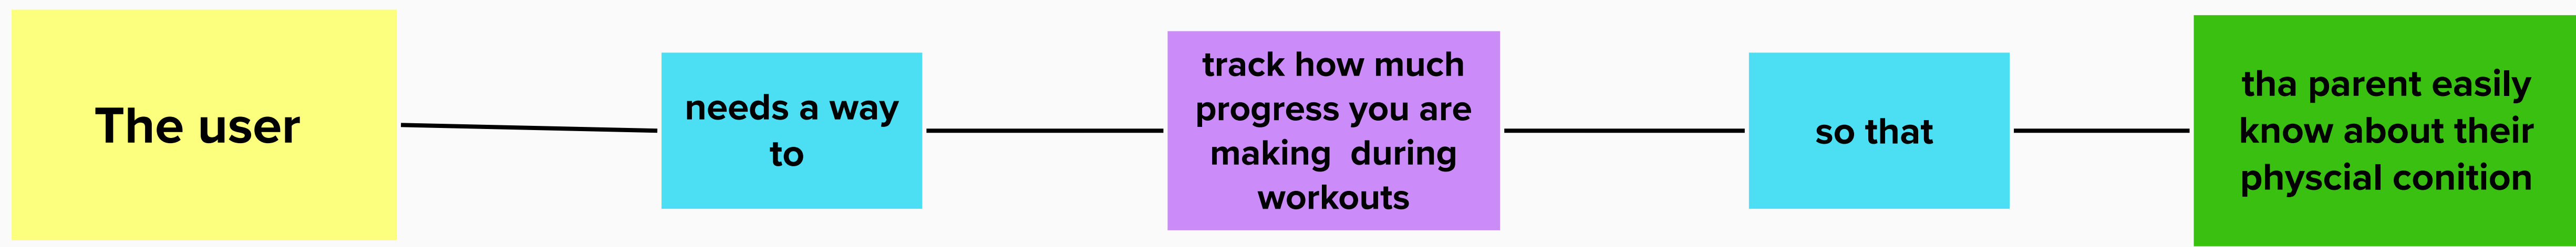 The user
needs a way
to
track how much
progress you are
making  during
workouts
so that
tha parent easily
know about their
physcial conition